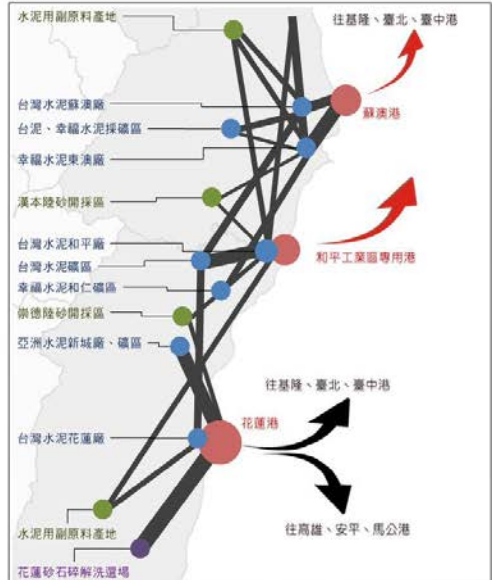 水泥用副原料產地
往基隆、臺北、臺中港
台灣水泥蘇澳廠
蘇澳港
台泥、幸福水泥採礦區
幸福水泥東澳廠
漢本陸砂開採區
台灣水泥和平廠
和平工業區專用港
台灣水泥礦區
幸福水泥和仁礦區
崇德陸砂開採區
亞洲水泥新城廠、礦區
往基隆、臺北、臺中港
花蓮港
台灣水泥花蓮廠
往高雄、安平、馬公港
水泥用副原料產地
花蓮砂石碎解洗選場